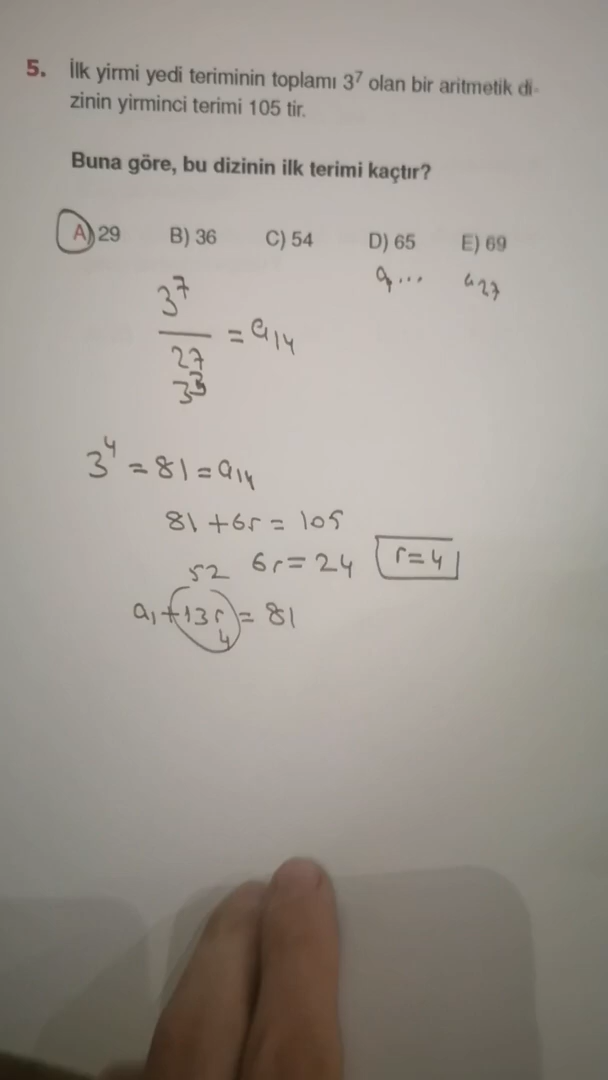 5. İlk yirmi yedi teriminin toplamı 3⁷ olan bir aritmetik di-
zinin yirminci terimi 105 tir.
Buna göre, bu dizinin ilk terimi kaçtır?
A) 29 B) 36 C) 54 D) 65 E) 69
a₁ ... a₂₇
3⁷
27 = a₁₄
3³
3⁴ = 81 = a₁₄
81 + 6r = 105
6r = 24 r = 4
52
a₁ + 13r = 81
4